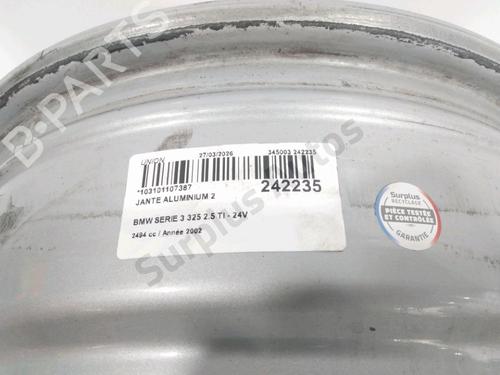 UNION 27/03/2026 345003 242235
*103101107387 242235
JANTE ALUMINIUM 2
BMW SERIE 3 325 2.5 TI - 24V
2494 cc / Année 2002
Surplus
PIÈCE TESTÉE
ET CONTRÔLÉE
GARANTIE
B-PARTS
Surplus Autos